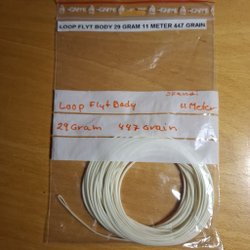 LOOP FLYT BODY 29 GRAM 11 METER 447 GRAIN
Skandi
Loop Flyt Body 11 Meter
29 Gram 447 Grain